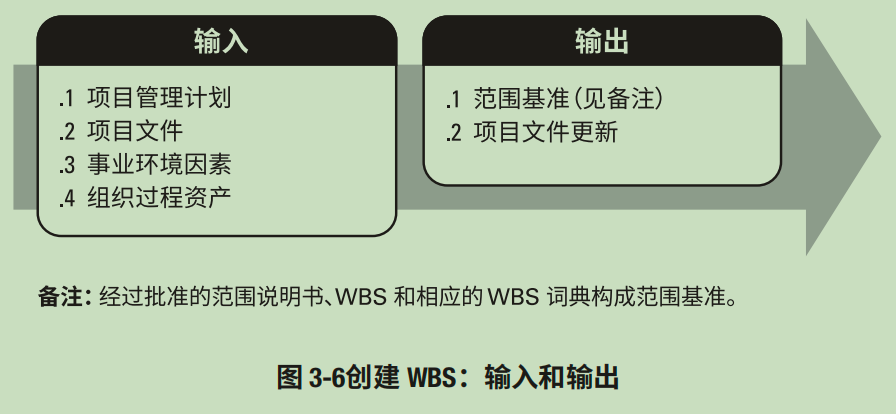 输入
.1 项目管理计划
.2 项目文件
.3 事业环境因素
.4 组织过程资产
输出
.1 范围基准（见备注）
.2 项目文件更新
备注：经过批准的范围说明书、WBS 和相应的 WBS 词典构成范围基准。
图 3-6创建 WBS：输入和输出